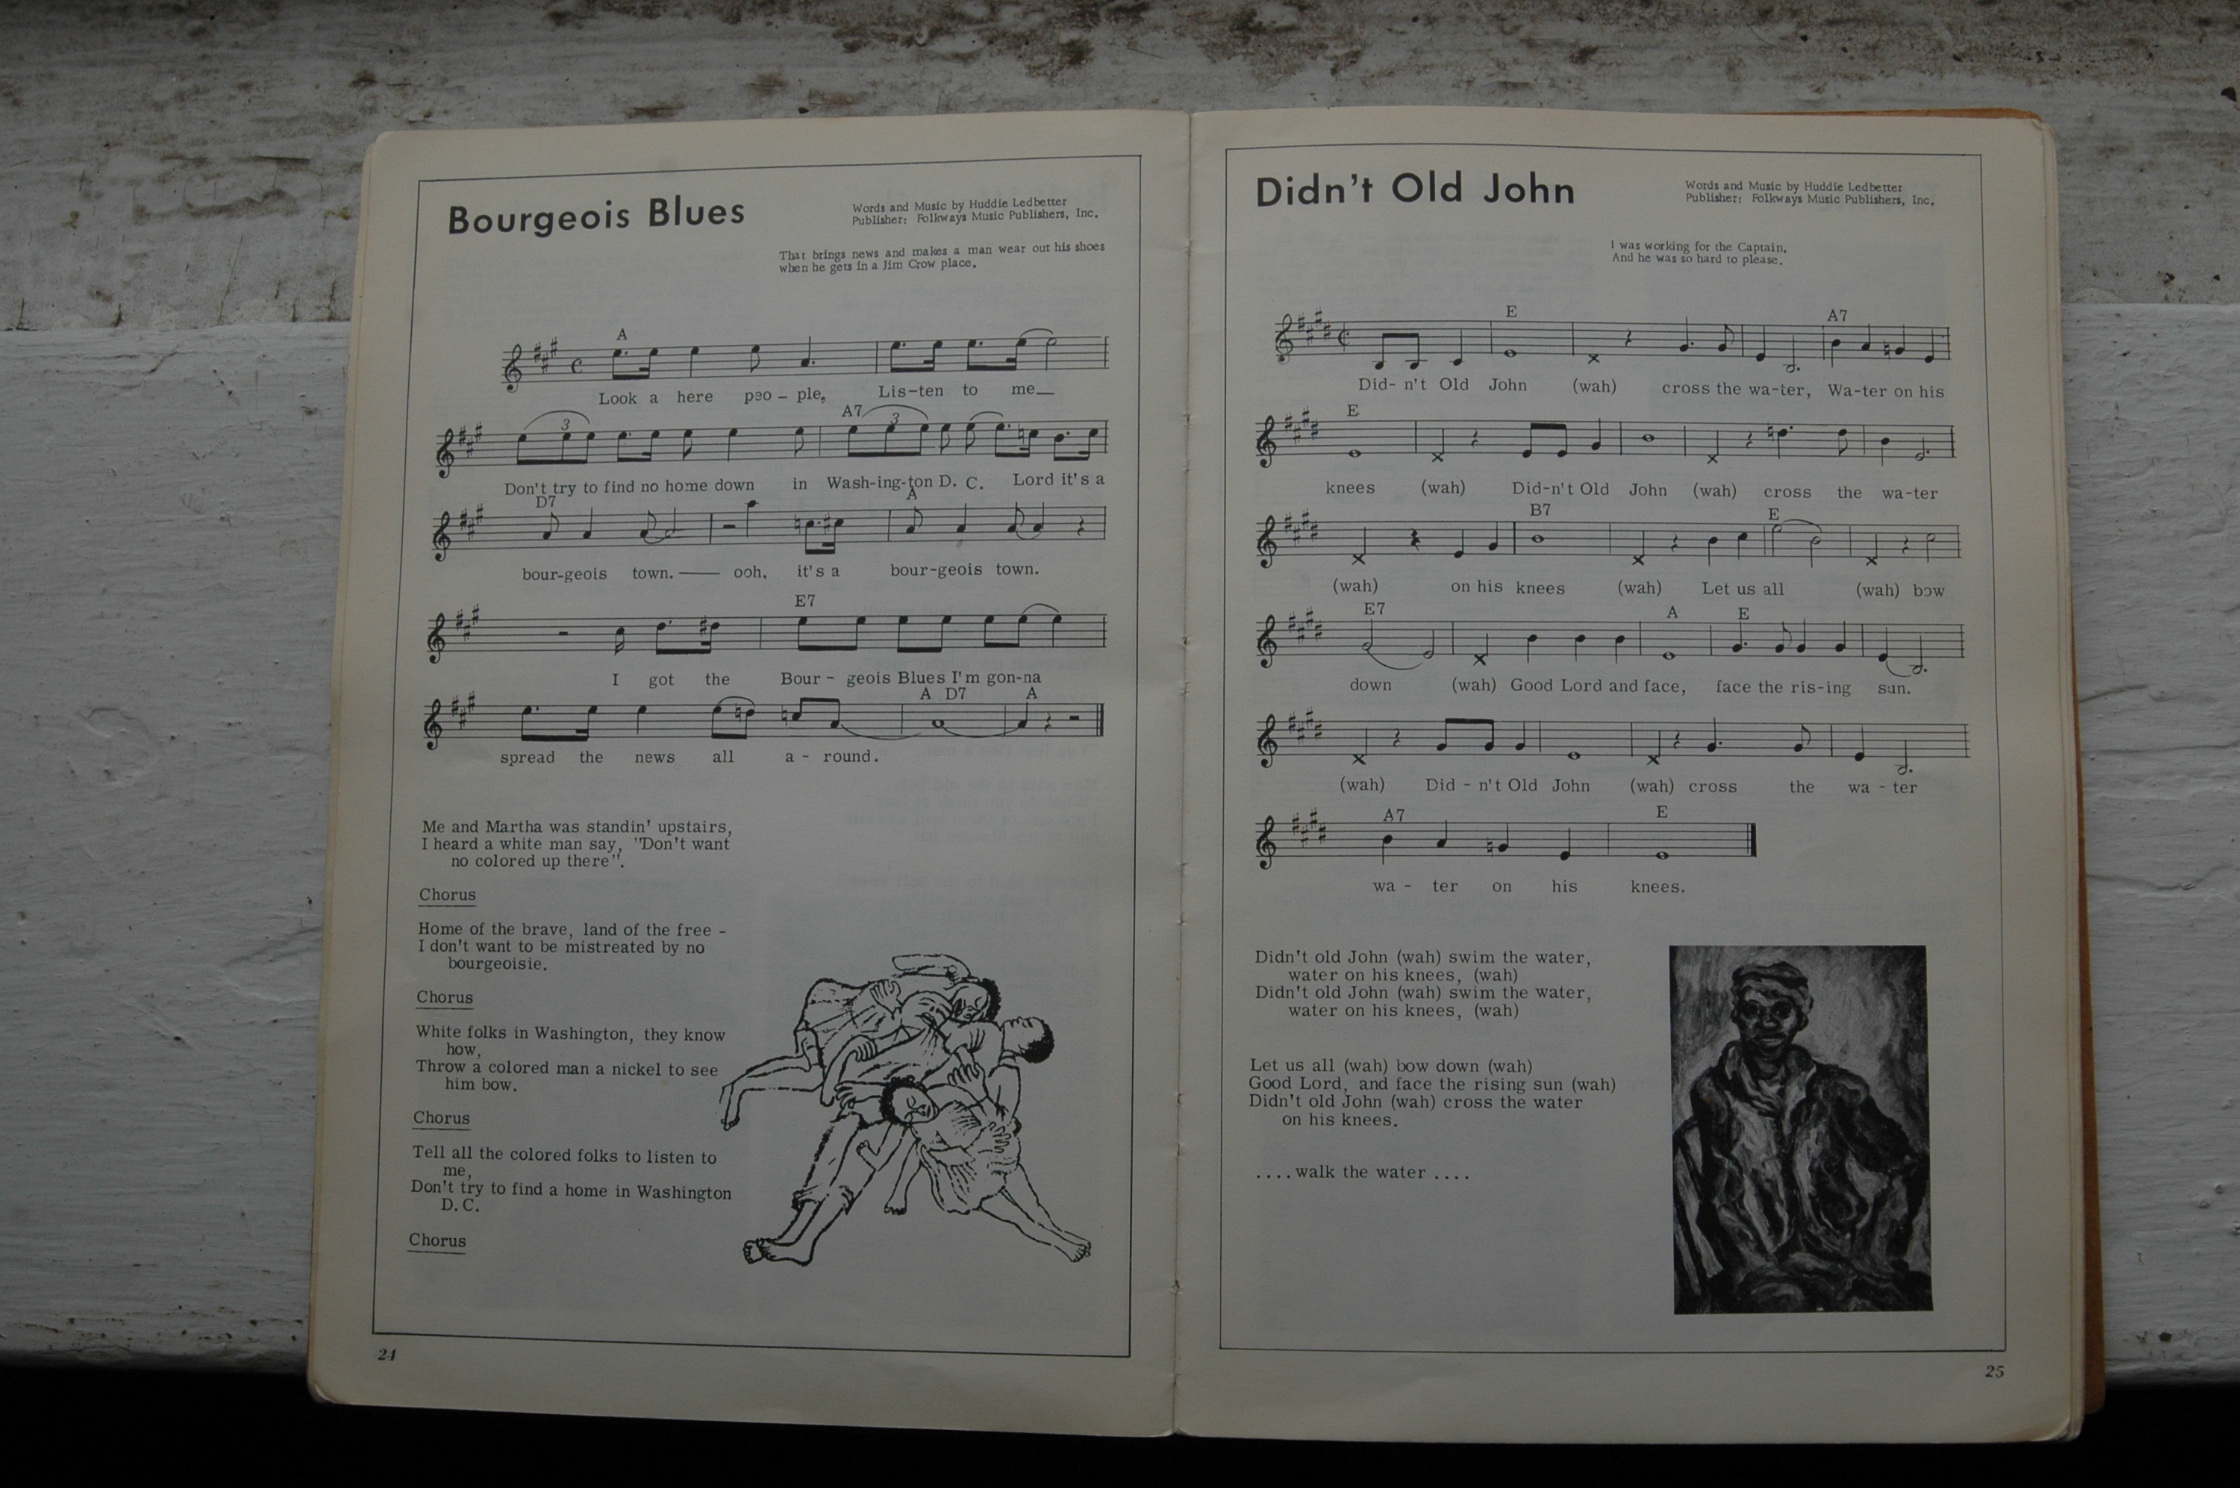 Bourgeois Blues
Words and Music by Huddie Ledbetter
Publisher: Folkways Music Publishers, Inc.
That brings news and makes a man wear out his shoes
when he gets in a Jim Crow place.
A
Look a here peo - ple, Lis-ten to me
A7
3 3
Don't try to find no home down in Wash-ing-ton D. C. Lord it's a
D7 A
bour-geois town. ooh, it's a bour-geois town.
E7
I got the Bour - geois Blues I'm gon-na
A D7 A
spread the news all a - round.
Me and Martha was standin' upstairs,
I heard a white man say, "Don't want
no colored up there".
Chorus
Home of the brave, land of the free -
I don't want to be mistreated by no
bourgeoisie.
Chorus
White folks in Washington, they know
how,
Throw a colored man a nickel to see
him bow.
Chorus
Tell all the colored folks to listen to
me,
Don't try to find a home in Washington
D. C.
Chorus
24
Didn't Old John
Words and Music by Huddie Ledbetter
Publisher: Folkways Music Publishers, Inc.
I was working for the Captain,
And he was so hard to please.
E A7
Did- n't Old John (wah) cross the wa-ter, Wa-ter on his
E
knees (wah) Did-n't Old John (wah) cross the wa-ter
B7 E
(wah) on his knees (wah) Let us all (wah) bow
E7 A E
down (wah) Good Lord and face, face the ris-ing sun.
(wah) Did - n't Old John (wah) cross the wa - ter
A7 E
wa - ter on his knees.
Didn't old John (wah) swim the water,
water on his knees, (wah)
Didn't old John (wah) swim the water,
water on his knees, (wah)
Let us all (wah) bow down (wah)
Good Lord, and face the rising sun (wah)
Didn't old John (wah) cross the water
on his knees.
....walk the water....
25